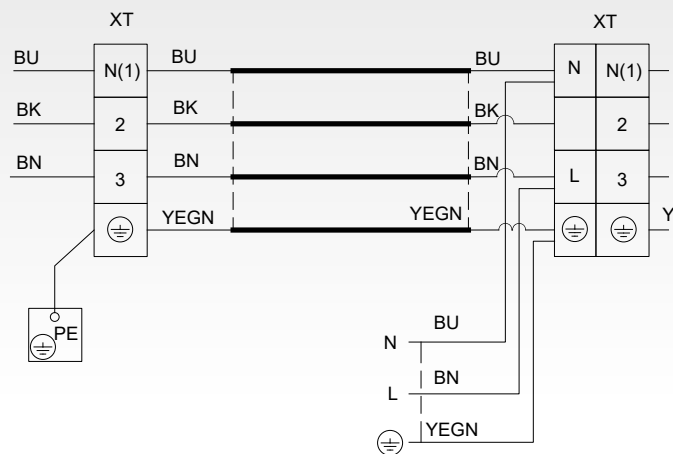 XT XT
BU N(1) BU BU N N(1)
BK 2 BK BK 2
BN 3 BN BN L 3
YEGN YEGN Y
PE
N BU
L BN
YEGN